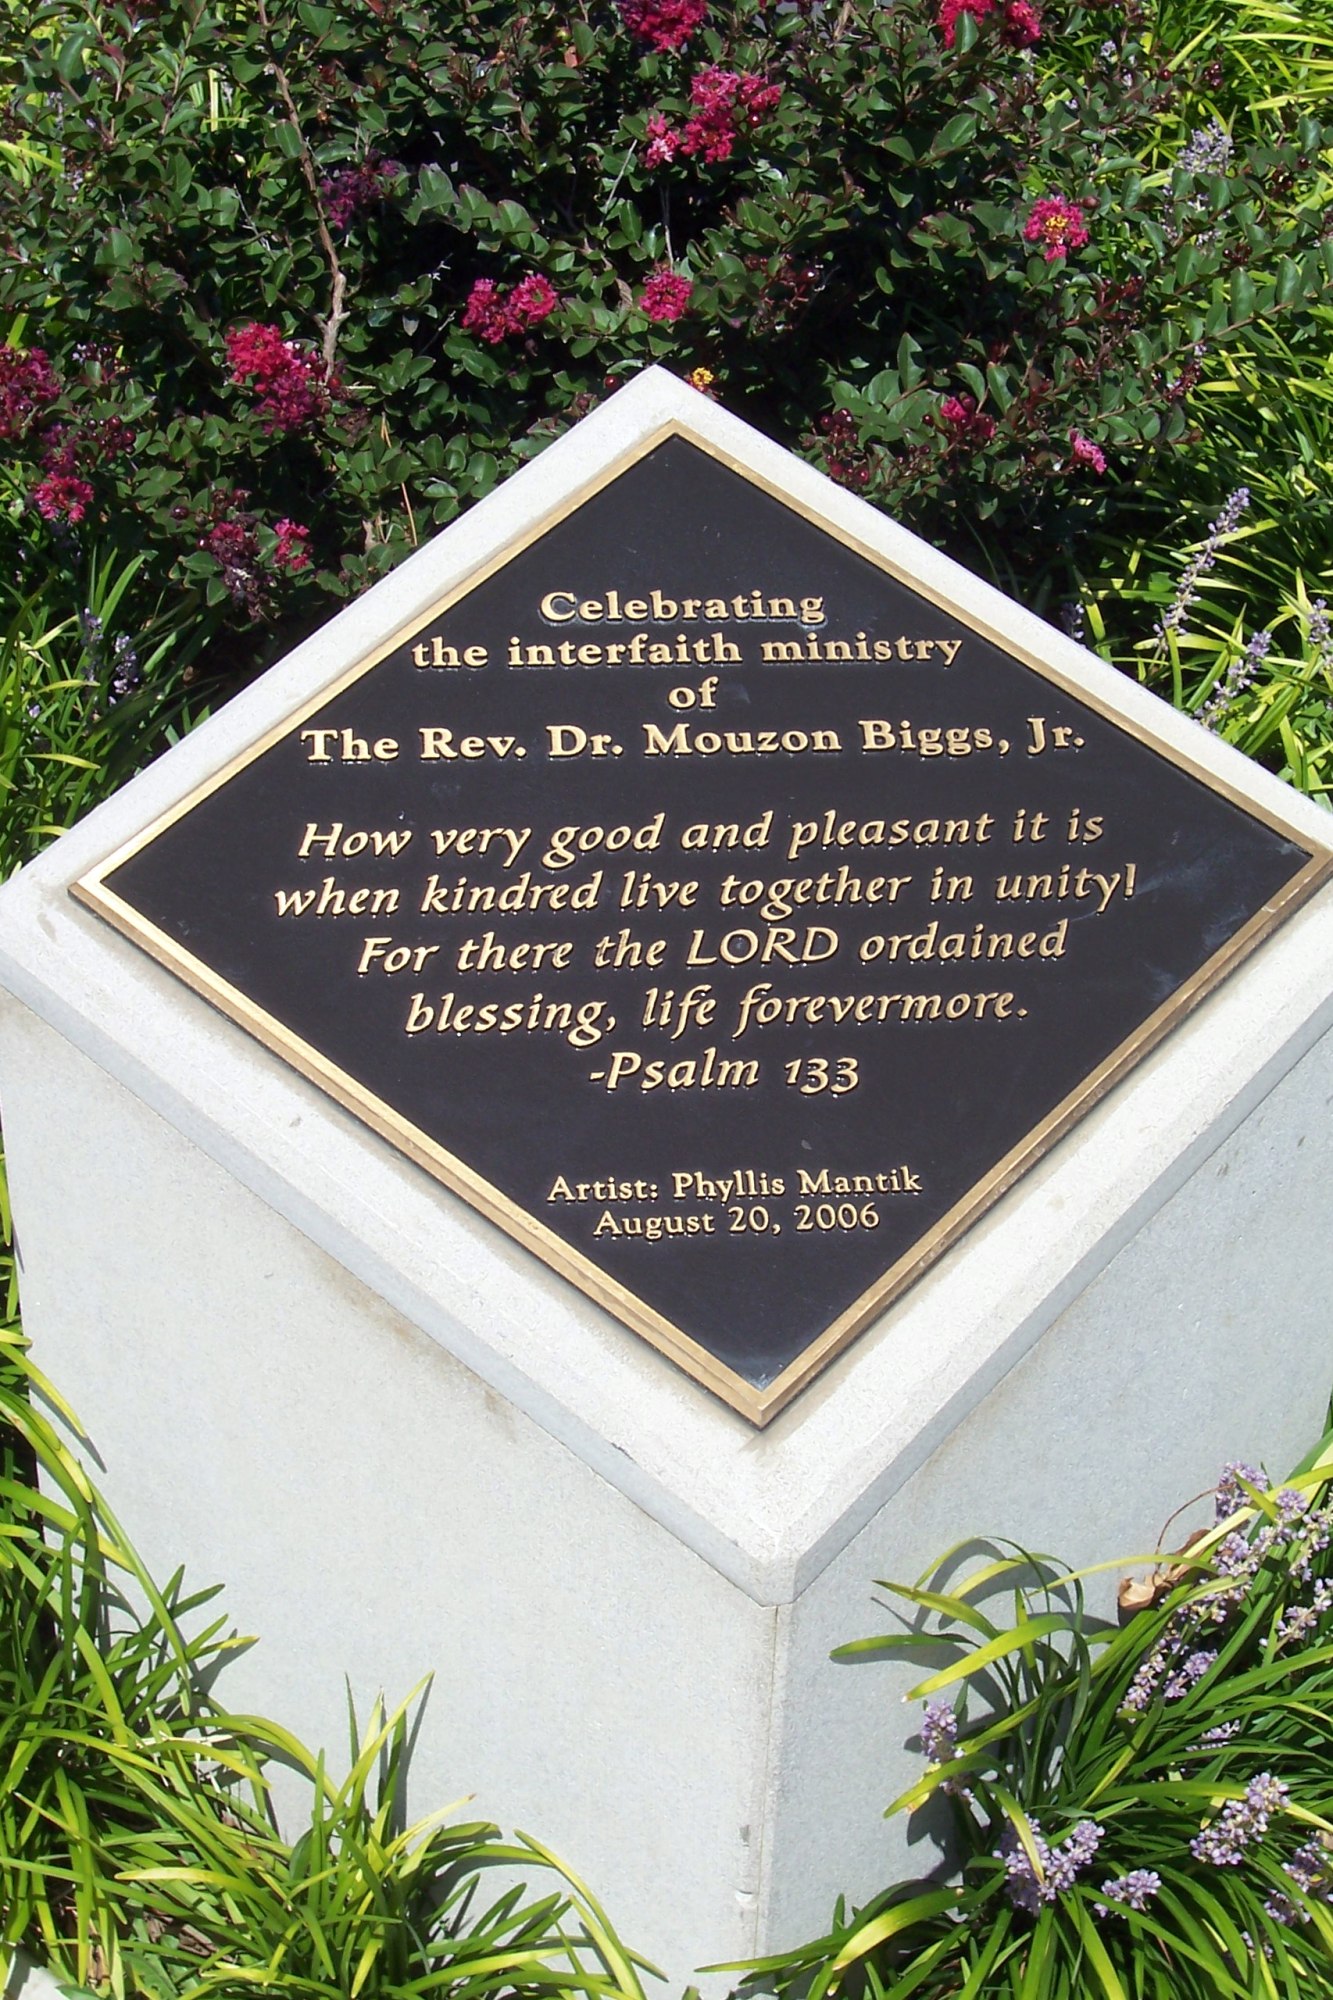 Celebrating
the interfaith ministry
of
The Rev. Dr. Mouzon Biggs, Jr.
How very good and pleasant it is
when kindred live together in unity!
For there the LORD ordained
blessing, life forevermore.
-Psalm 133
Artist: Phyllis Mantik
August 20, 2006